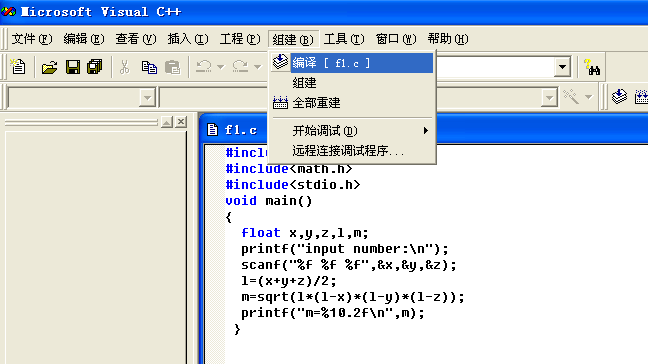 Microsoft Visual C++
文件(F) 编辑(E) 查看(V) 插入(I) 工程(P) 组建(B) 工具(T) 窗口(W) 帮助(H)
编译 [ f1.c ]
组建
全部重建
开始调试(D)
远程连接调试程序...
f1.c
#inclu
#include<math.h>
#include<stdio.h>
void main()
{
float x,y,z,l,m;
printf("input number:\n");
scanf("%f %f %f",&x,&y,&z);
l=(x+y+z)/2;
m=sqrt(l*(l-x)*(l-y)*(l-z));
printf("m=%10.2f\n",m);
}